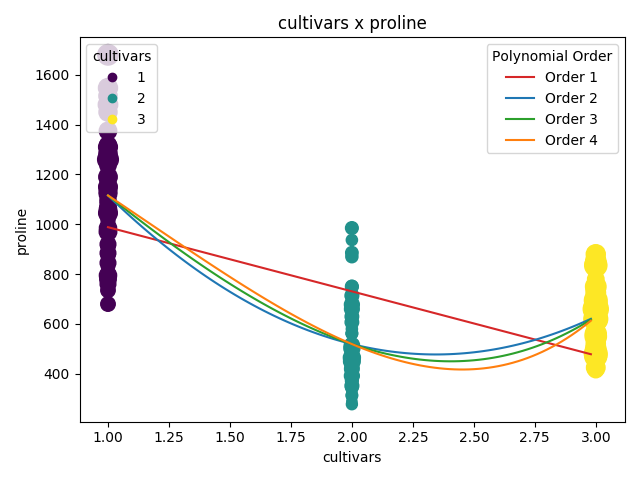 cultivars x proline
cultivars
1
2
3
Polynomial Order
Order 1
Order 2
Order 3
Order 4
proline
1600
1400
1200
1000
800
600
400
1.00
1.25
1.50
1.75
2.00
2.25
2.50
2.75
3.00
cultivars